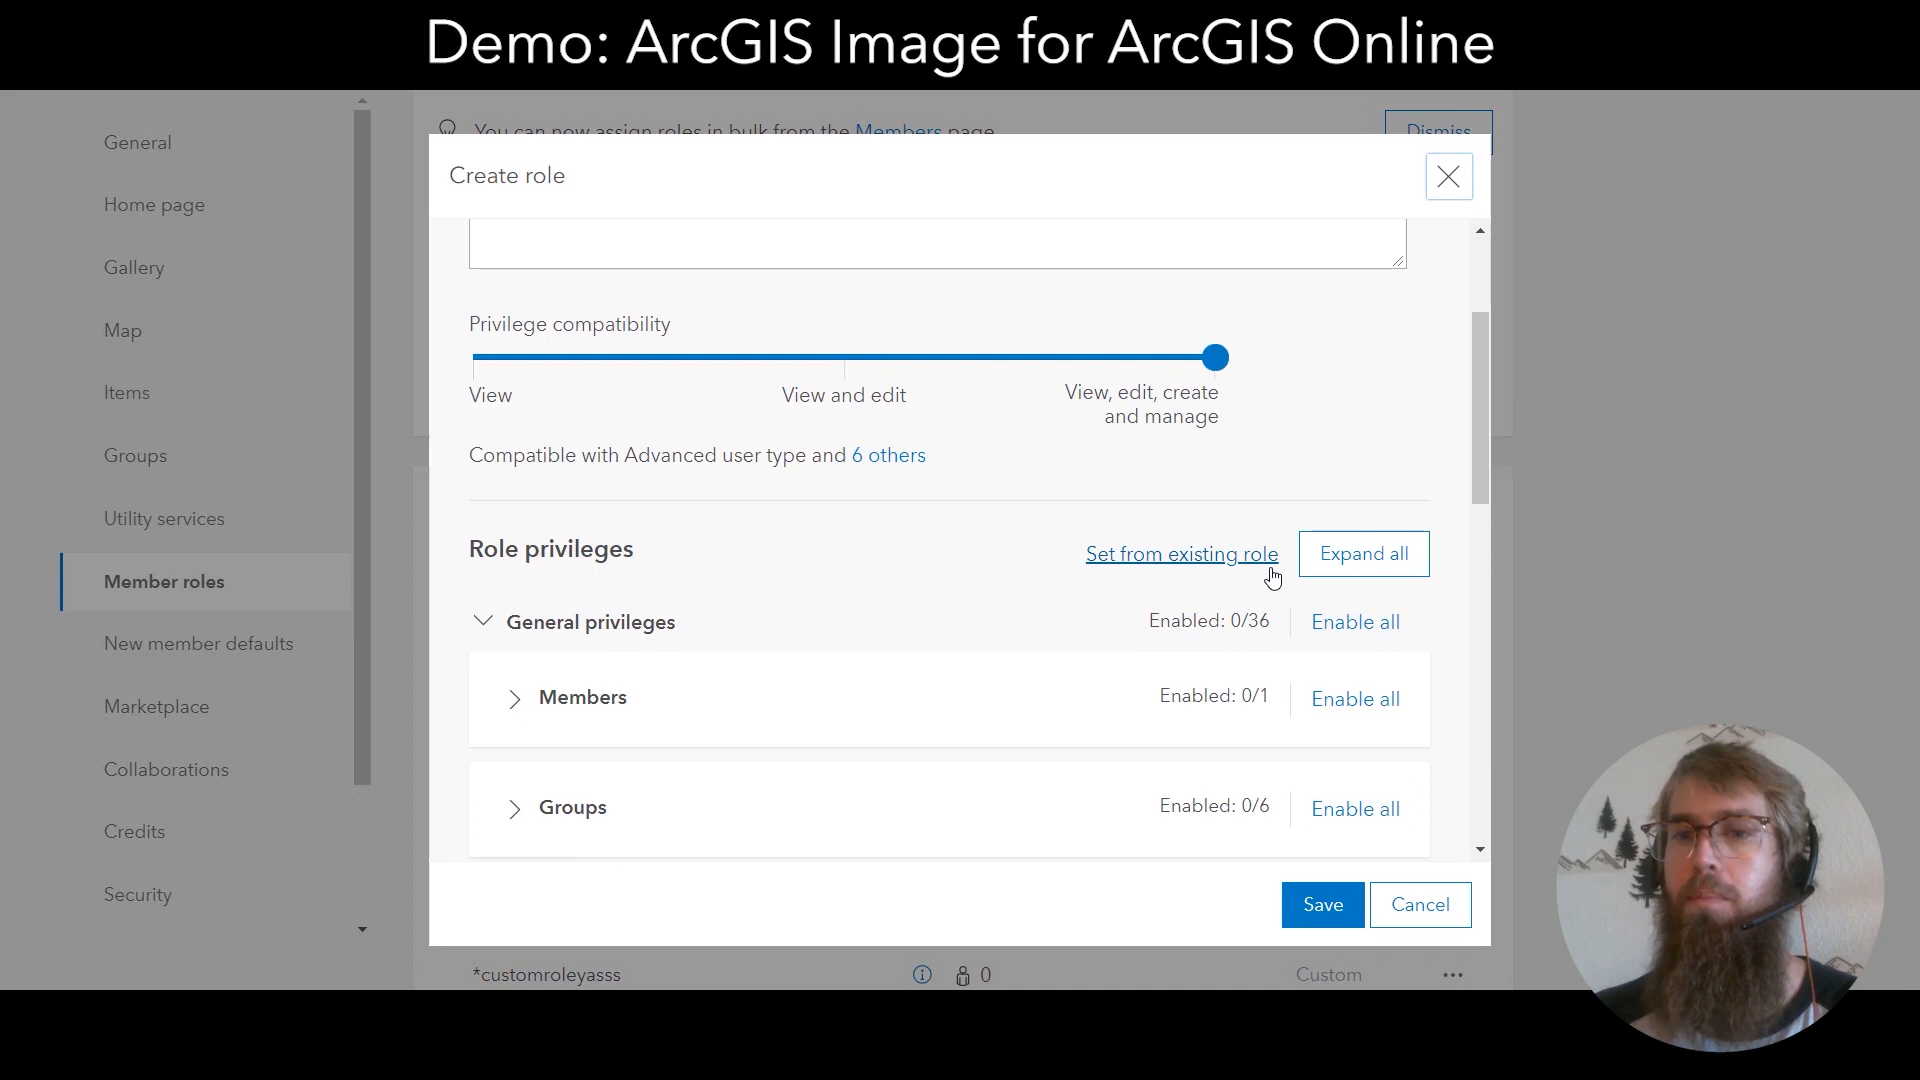 Demo: ArcGIS Image for ArcGIS Online
You can now assign roles in bulk from the Members page
Dismiss
General
Home page
Gallery
Map
Items
Groups
Utility services
Member roles
New member defaults
Marketplace
Collaborations
Credits
Security
Create role
Privilege compatibility
View
View and edit
View, edit, create
and manage
Compatible with Advanced user type and 6 others
Role privileges
Set from existing role
Expand all
General privileges
Enabled: 0/36
Enable all
Members
Enabled: 0/1
Enable all
Groups
Enabled: 0/6
Enable all
Save
Cancel
*customroleyasss
0
Custom